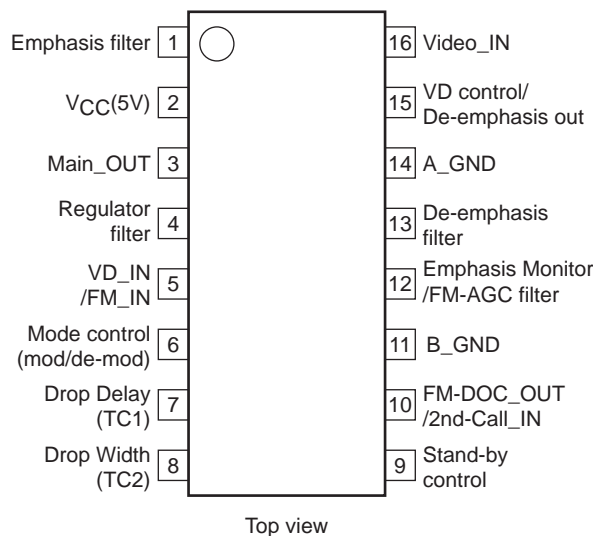 Emphasis filter 1
VCC(5V) 2
Main_OUT 3
Regulator
filter 4
VD_IN
/FM_IN 5
Mode control
(mod/de-mod) 6
Drop Delay
(TC1) 7
Drop Width
(TC2) 8
16 Video_IN
15 VD control/
De-emphasis out
14 A_GND
13 De-emphasis
filter
12 Emphasis Monitor
/FM-AGC filter
11 B_GND
10 FM-DOC_OUT
/2nd-Call_IN
9 Stand-by
control
Top view